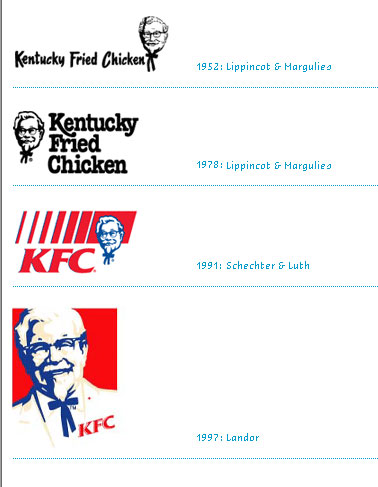 Kentucky Fried Chicken
1952: Lippincot & Margulies
Kentucky
Fried
Chicken
1978: Lippincot & Margulies
KFC
1991: Schechter & Luth
KFC
1997: Landor